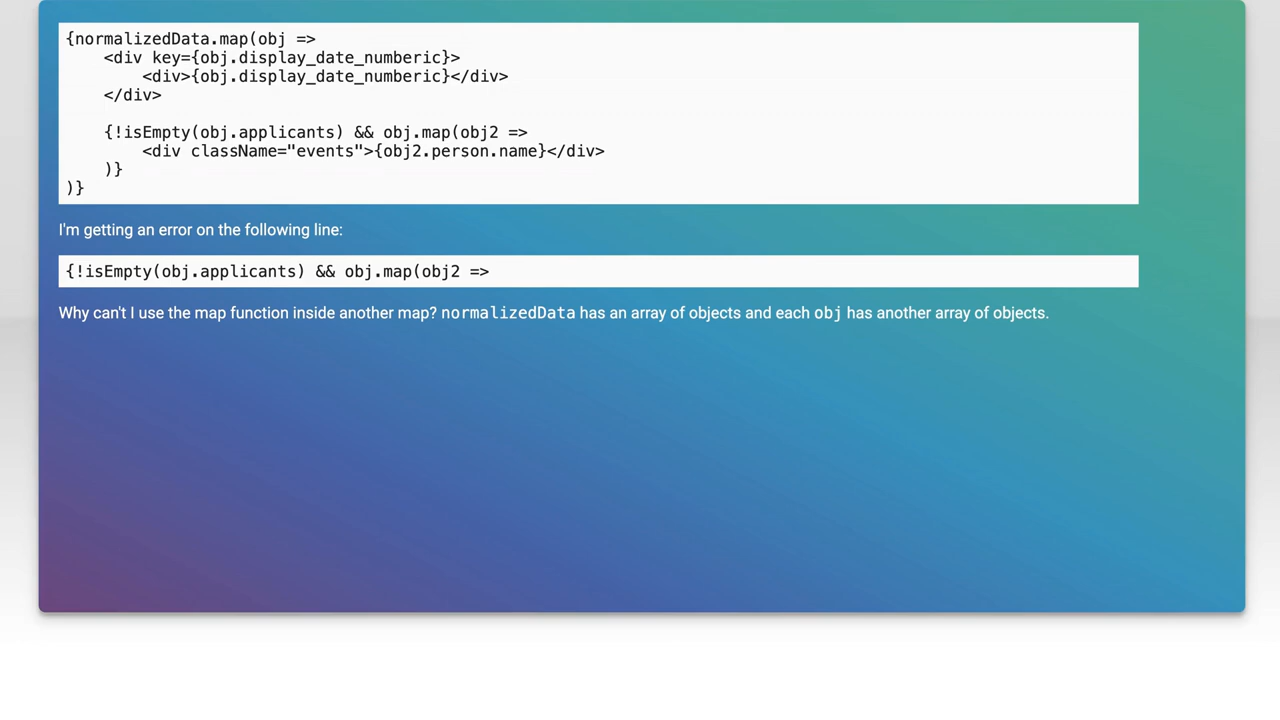 {normalizedData.map(obj =>
    <div key={obj.display_date_numberic}>
        <div>{obj.display_date_numberic}</div>
    </div>

    {!isEmpty(obj.applicants) && obj.map(obj2 =>
        <div className="events">{obj2.person.name}</div>
    )}
)}
I'm getting an error on the following line:
{!isEmpty(obj.applicants) && obj.map(obj2 =>
Why can't I use the map function inside another map? normalizedData has an array of objects and each obj has another array of objects.